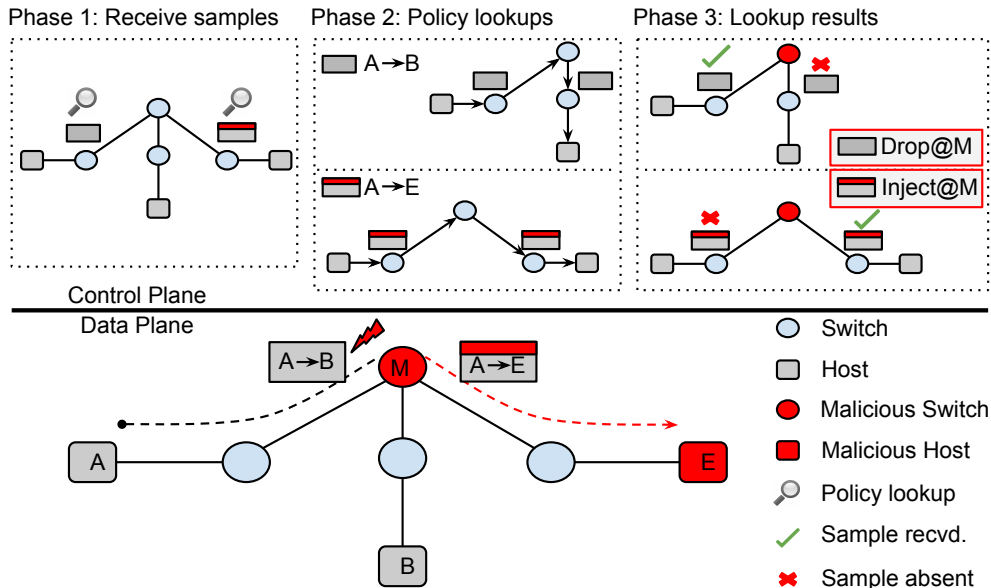 Phase 1: Receive samples
Phase 2: Policy lookups
Phase 3: Lookup results
A→B
A→E
Drop@M
Inject@M
Control Plane
Data Plane
A→B
M
A→E
A
E
B
Switch
Host
Malicious Switch
Malicious Host
Policy lookup
Sample recvd.
Sample absent